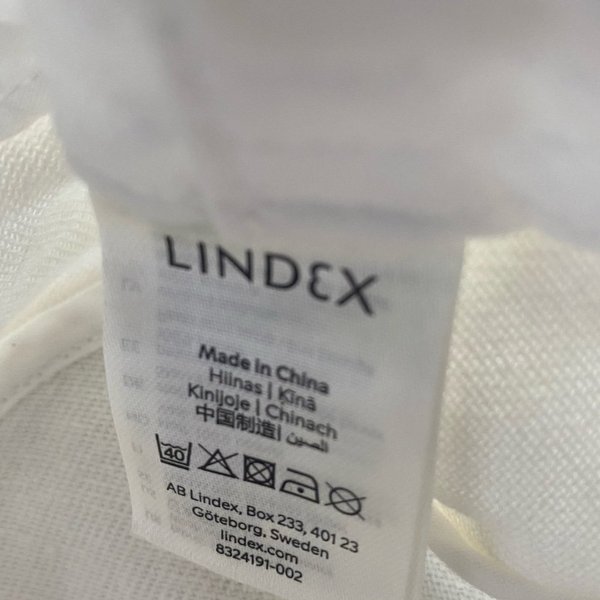 LINDEX
Made in China
Hiinas | Ķīnā
Kinijoje | Chinach
中国制造| الصين
40
AB Lindex, Box 233, 401 23
Göteborg, Sweden
lindex.com
8324191-002